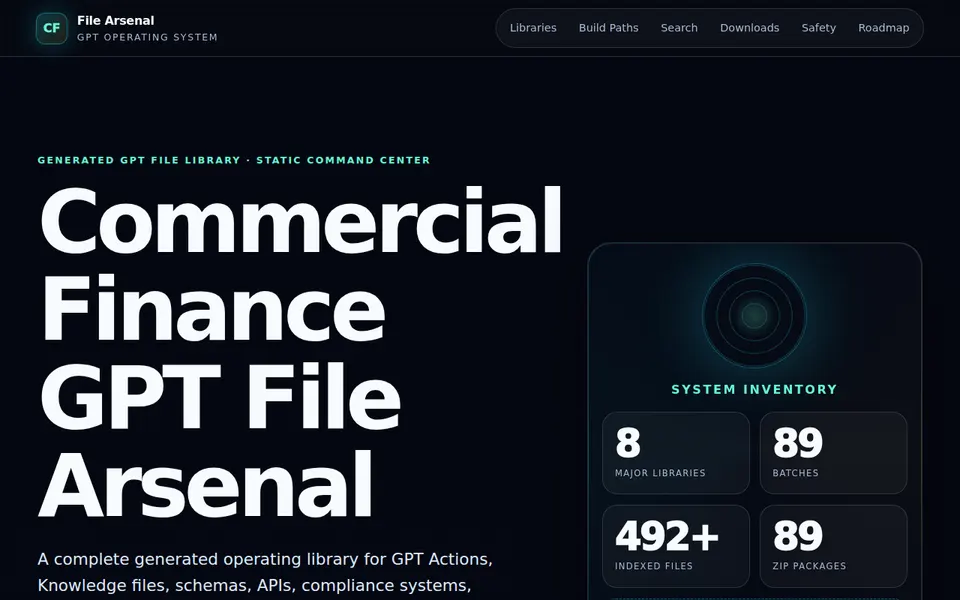 CF
File Arsenal
GPT OPERATING SYSTEM
Libraries
Build Paths
Search
Downloads
Safety
Roadmap
GENERATED GPT FILE LIBRARY · STATIC COMMAND CENTER
Commercial
Finance
GPT File
Arsenal
A complete generated operating library for GPT Actions,
Knowledge files, schemas, APIs, compliance systems,
SYSTEM INVENTORY
8
MAJOR LIBRARIES
89
BATCHES
492+
INDEXED FILES
89
ZIP PACKAGES